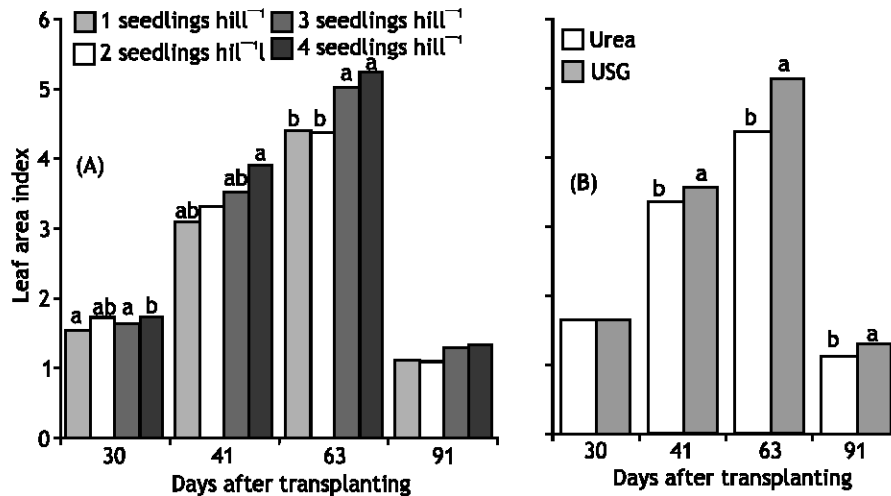 6
5
4
3
2
1
0
Leaf area index
1 seedlings hill⁻¹
2 seedlings hil⁻¹l
3 seedlings hill⁻¹
4 seedlings hill⁻¹
(A)
a ab a b
ab ab a
b b a a
30 41 63 91
Days after transplanting
Urea
USG
(B)
b a
b a
b a
30 41 63 91
Days after transplanting